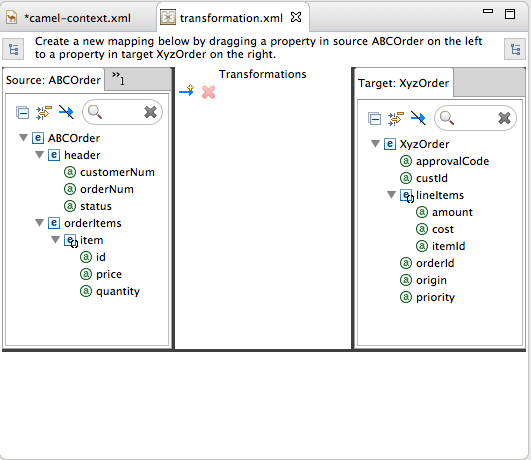 *camel-context.xml
transformation.xml
Create a new mapping below by dragging a property in source ABCOrder on the left
to a property in target XyzOrder on the right.
Source: ABCOrder
»1
Transformations
Target: XyzOrder
e ABCOrder
e header
a customerNum
a orderNum
a status
e orderItems
e item
a id
a price
a quantity
e XyzOrder
a approvalCode
a custId
e lineItems
a amount
a cost
a itemId
a orderId
a origin
a priority